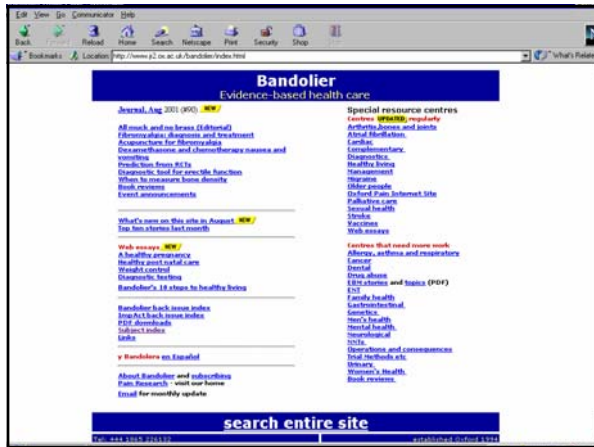 Edit View Go Communicator Help
Back Reload Home Search Netscape Print Security Shop
Bookmarks Location: http://www.jr2.ox.ac.uk/bandolier/index.html What's Relate
Bandolier
Evidence-based health care
Journal, Aug 2001 (#90) NEW
All muck and no brass (Editorial)
Fibromyalgia: diagnosis and treatment
Acupuncture for fibromyalgia
Dexamethasone and chemotherapy nausea and
vomiting
Prediction from RCTs
Diagnostic tool for erectile function
When to measure bone density
Book reviews
Event announcements
What's new on this site in August NEW
Top ten stories last month
Web essays NEW
A healthy pregnancy
Healthy post natal care
Weight control
Diagnostic testing
Bandolier's 10 steps to healthy living
Bandolier back issue index
ImpAct back issue index
PDF downloads
Subject index
Links
y Bandolera en Español
About Bandolier and subscribing
Pain Research - visit our home
Email for monthly update
Special resource centres
Centres UPDATED regularly
Arthritis, bones and joints
Atrial fibrillation
Cardiac
Complementary
Diagnostics
Healthy living
Management
Migraine
Older people
Oxford Pain Internet Site
Palliative care
Sexual health
Stroke
Vaccines
Web essays
Centres that need more work
Allergy, asthma and respiratory
Cancer
Dental
Drug abuse
EBM stories and topics (PDF)
ENT
Family health
Gastrointestinal
Genetics
Men's health
Mental health
Neurological
NNTs
Operations and consequences
Trial Methods etc
Urinary
Women's Health
Book reviews
search entire site
Tel: +44 1865 226132 established Oxford 1994